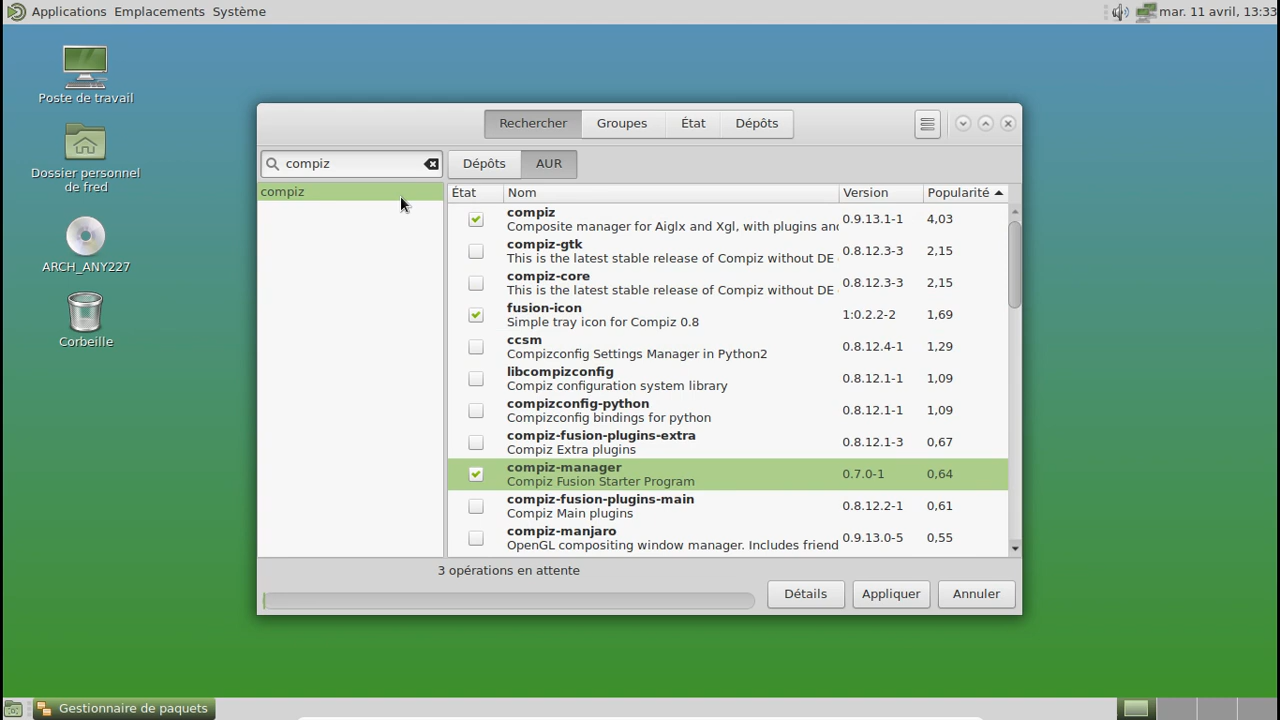 Applications Emplacements Système
mar. 11 avril, 13:33
Poste de travail
Dossier personnel
de fred
ARCH_ANY227
Corbeille
Rechercher Groupes État Dépôts
compiz
Dépôts AUR
compiz
État Nom Version Popularité
compiz
Composite manager for Aiglx and Xgl, with plugins and
0.9.13.1-1 4,03
compiz-gtk
This is the latest stable release of Compiz without DE
0.8.12.3-3 2,15
compiz-core
This is the latest stable release of Compiz without DE
0.8.12.3-3 2,15
fusion-icon
Simple tray icon for Compiz 0.8
1:0.2.2-2 1,69
ccsm
Compizconfig Settings Manager in Python2
0.8.12.4-1 1,29
libcompizconfig
Compiz configuration system library
0.8.12.1-1 1,09
compizconfig-python
Compizconfig bindings for python
0.8.12.1-1 1,09
compiz-fusion-plugins-extra
Compiz Extra plugins
0.8.12.1-3 0,67
compiz-manager
Compiz Fusion Starter Program
0.7.0-1 0,64
compiz-fusion-plugins-main
Compiz Main plugins
0.8.12.2-1 0,61
compiz-manjaro
OpenGL compositing window manager. Includes friend
0.9.13.0-5 0,55
3 opérations en attente
Détails Appliquer Annuler
Gestionnaire de paquets